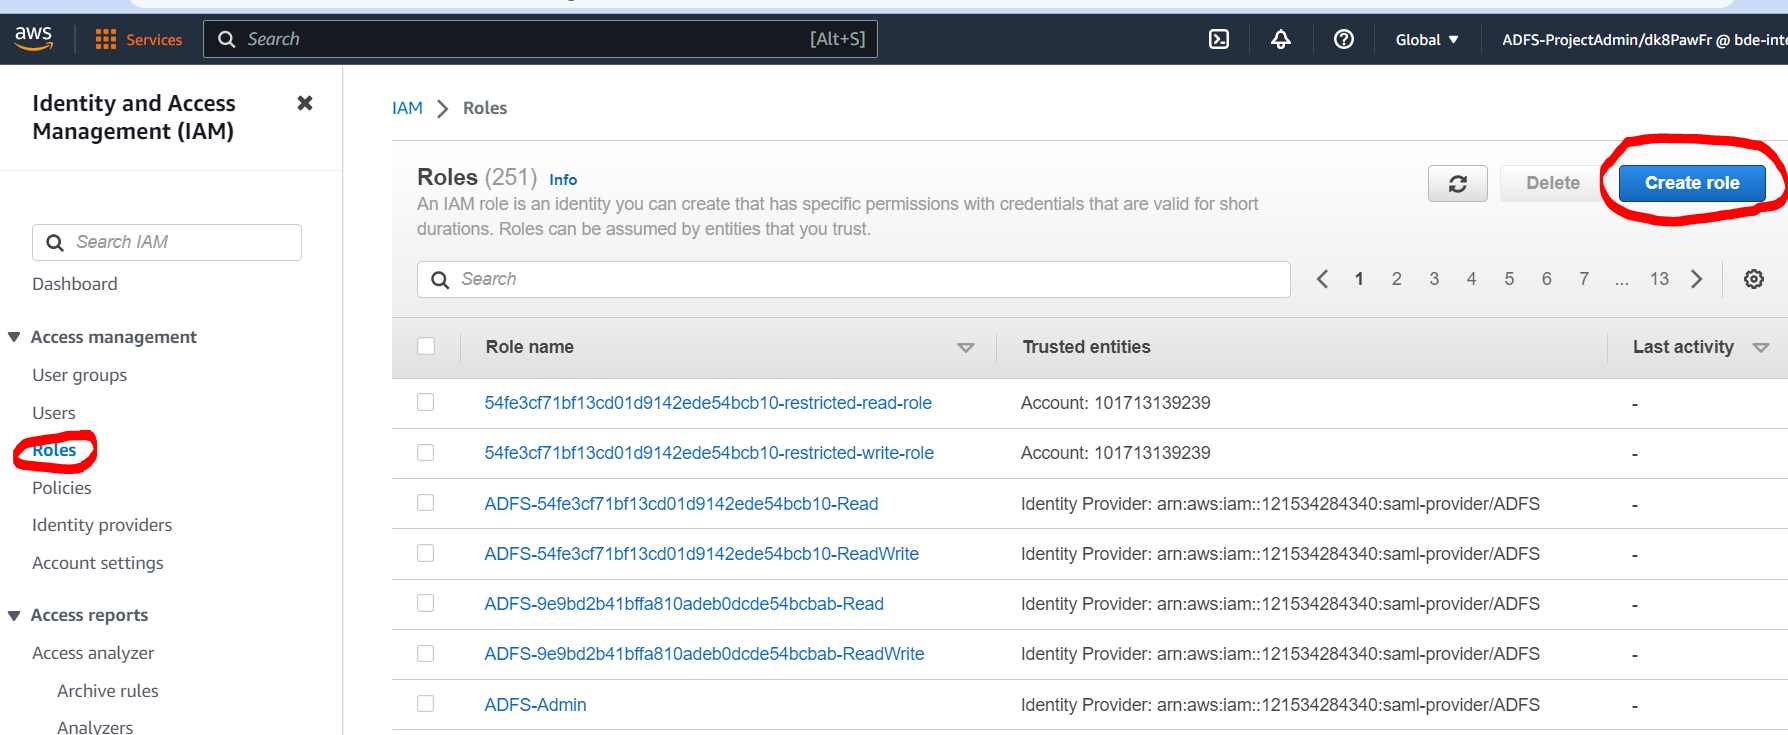 aws
Services
Search
[Alt+S]
Global
ADFS-ProjectAdmin/dk8PawFr @ bde-inte
Identity and Access
Management (IAM)
Search IAM
Dashboard
Access management
User groups
Users
Roles
Policies
Identity providers
Account settings
Access reports
Access analyzer
Archive rules
Analyzers
IAM > Roles
Roles (251) Info
An IAM role is an identity you can create that has specific permissions with credentials that are valid for short
durations. Roles can be assumed by entities that you trust.
Delete
Create role
Search
1 2 3 4 5 6 7 ... 13
Role name Trusted entities Last activity
54fe3cf71bf13cd01d9142ede54bcb10-restricted-read-role Account: 101713139239 -
54fe3cf71bf13cd01d9142ede54bcb10-restricted-write-role Account: 101713139239 -
ADFS-54fe3cf71bf13cd01d9142ede54bcb10-Read Identity Provider: arn:aws:iam::121534284340:saml-provider/ADFS -
ADFS-54fe3cf71bf13cd01d9142ede54bcb10-ReadWrite Identity Provider: arn:aws:iam::121534284340:saml-provider/ADFS -
ADFS-9e9bd2b41bffa810adeb0dcde54bcbab-Read Identity Provider: arn:aws:iam::121534284340:saml-provider/ADFS -
ADFS-9e9bd2b41bffa810adeb0dcde54bcbab-ReadWrite Identity Provider: arn:aws:iam::121534284340:saml-provider/ADFS -
ADFS-Admin Identity Provider: arn:aws:iam::121534284340:saml-provider/ADFS -